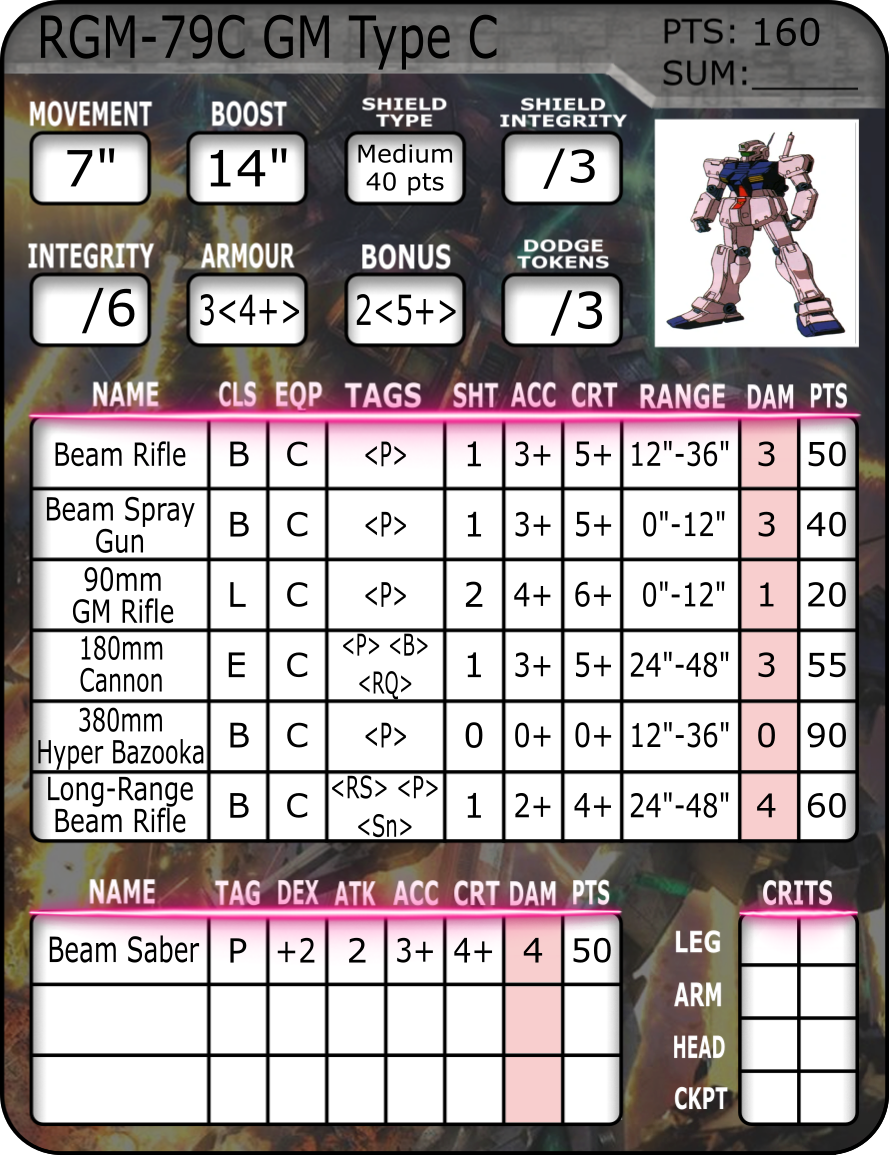 RGM-79C GM Type C
PTS: 160
SUM:______
MOVEMENT BOOST SHIELD TYPE SHIELD INTEGRITY
7" 14" Medium 40 pts /3
INTEGRITY ARMOUR BONUS DODGE TOKENS
/6 3<4+> 2<5+> /3
NAME CLS EQP TAGS SHT ACC CRT RANGE DAM PTS
Beam Rifle B C <P> 1 3+ 5+ 12"-36" 3 50
Beam Spray Gun B C <P> 1 3+ 5+ 0"-12" 3 40
90mm GM Rifle L C <P> 2 4+ 6+ 0"-12" 1 20
180mm Cannon E C <P> <B> <RQ> 1 3+ 5+ 24"-48" 3 55
380mm Hyper Bazooka B C <P> 0 0+ 0+ 12"-36" 0 90
Long-Range Beam Rifle B C <RS> <P> <Sn> 1 2+ 4+ 24"-48" 4 60
NAME TAG DEX ATK ACC CRT DAM PTS
Beam Saber P +2 2 3+ 4+ 4 50
CRITS
LEG
ARM
HEAD
CKPT